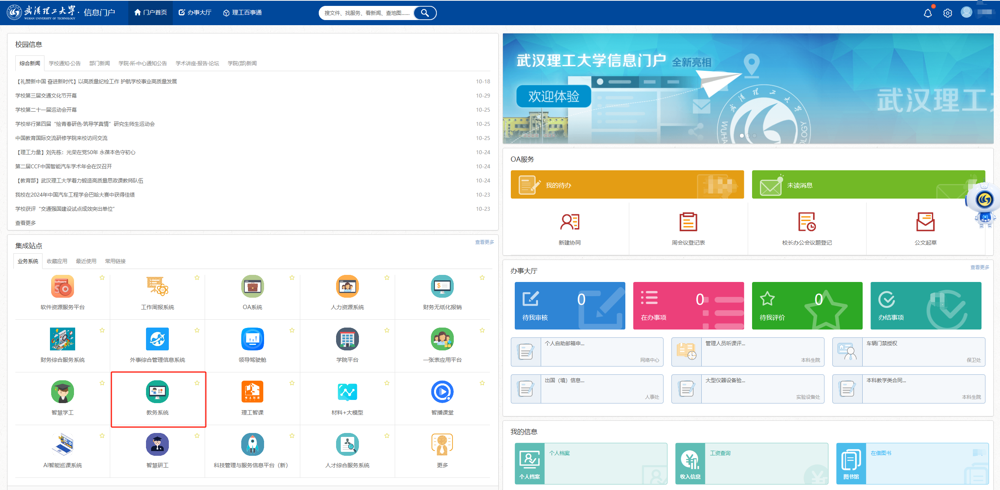 武汉理工大学 · 信息门户
WUHAN UNIVERSITY OF TECHNOLOGY
门户首页
办事大厅
理工百事通
搜文件、找服务、看新闻、查地图......
校园信息
综合新闻 学校通知·公告 部门新闻 学院·所·中心通知公告 学术讲座·报告·论坛 学院(部)新闻
【礼赞新中国 奋进新时代】以高质量纪检工作 护航学校事业高质量发展 10-18
学校第三届交通文化节开幕 10-29
学校第二十一届运动会开幕 10-25
学校举行第四届“绘青春研色·筑导学真情”研究生师生运动会 10-25
中国教育国际交流研修学院来校访问交流 10-25
【理工力量】刘先栋：光荣在党50年 永葆本色守初心 10-24
第二届CCF中国智能汽车学术年会在汉召开 10-24
【教育部】武汉理工大学着力锻造高质量思政课教师队伍 10-24
我校在2024年中国汽车工程学会巴哈大赛中获得佳绩 10-23
学校获评“交通强国建设试点成效突出单位” 10-23
查看更多
集成站点
查看更多
业务系统 收藏应用 最近使用 常用链接
Software
软件资源服务平台
工作周报系统
OA系统
人力资源系统
财务无纸化报销
财务综合服务系统
外事综合管理信息系统
领导驾驶舱
学院平台
一张表应用平台
智慧学工
教务系统
理工智课
材料+大模型
智播课堂
AI智能巡课系统
智慧研工
科技管理与服务信息平台（新）
人才综合服务系统
更多
武汉理工大学信息门户 全新亮相
欢迎体验
武汉理工
武汉理工大学
OA服务
我的待办
未读消息
新建协同
周会议登记表
校长办公会议题登记
公文起草
办事大厅
查看更多
0
待我审核
0
在办事项
0
待我评价
办结事项
个人自助邮箱申...
网络中心
管理人员听课评...
本科生院
车辆门禁授权
保卫处
出国（境）信息...
人事处
大型仪器设备验...
实验设备处
本科教学类合同...
本科生院
我的信息
个人档案
个人档案
工资查询
收入信息
在借图书
图书馆